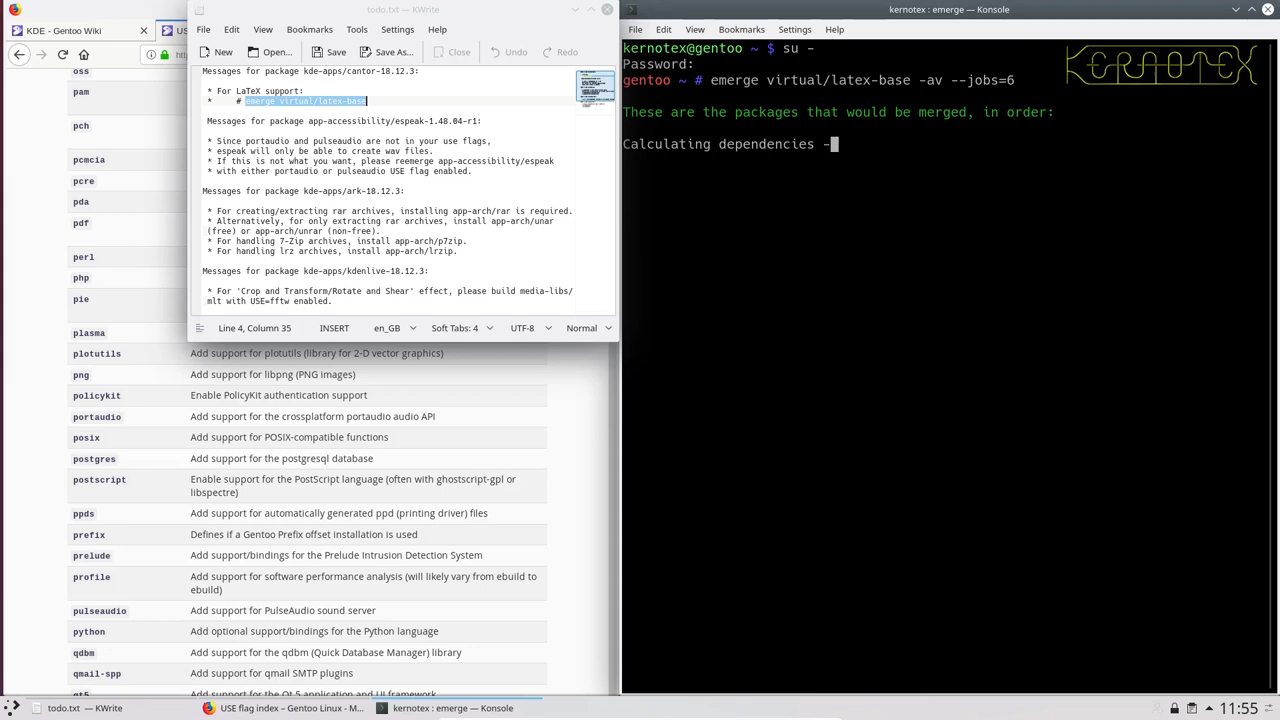 KDE - Gentoo Wiki
US
oss
pam
pch
pcmcia
pcre
pda
pdf
perl
php
pie
plasma
plotutils Add support for plotutils (library for 2-D vector graphics)
png Add support for libpng (PNG images)
policykit Enable PolicyKit authentication support
portaudio Add support for the crossplatform portaudio audio API
posix Add support for POSIX-compatible functions
postgres Add support for the postgresql database
postscript Enable support for the PostScript language (often with ghostscript-gpl or
libspectre)
ppds Add support for automatically generated ppd (printing driver) files
prefix Defines if a Gentoo Prefix offset installation is used
prelude Add support/bindings for the Prelude Intrusion Detection System
profile Add support for software performance analysis (will likely vary from ebuild to
ebuild)
pulseaudio Add support for PulseAudio sound server
python Add optional support/bindings for the Python language
qdbm Add support for the qdbm (Quick Database Manager) library
qmail-spp Add support for qmail SMTP plugins
qt5 Add support for the Qt 5 application and UI framework
todo.txt — KWrite
File Edit View Bookmarks Tools Settings Help
New Open... Save Save As... Close Undo Redo
Messages for package kde-apps/cantor-18.12.3:
* For LaTeX support:
* # emerge virtual/latex-base
Messages for package app-accessibility/espeak-1.48.04-r1:
* Since portaudio and pulseaudio are not in your use flags,
* espeak will only be able to create wav files.
* If this is not what you want, please reemerge app-accessibility/espeak
* with either portaudio or pulseaudio USE flag enabled.
Messages for package kde-apps/ark-18.12.3:
* For creating/extracting rar archives, installing app-arch/rar is required.
* Alternatively, for only extracting rar archives, install app-arch/unar
(free) or app-arch/unrar (non-free).
* For handling 7-Zip archives, install app-arch/p7zip.
* For handling lrz archives, install app-arch/lrzip.
Messages for package kde-apps/kdenlive-18.12.3:
* For 'Crop and Transform/Rotate and Shear' effect, please build media-libs/
mlt with USE=fftw enabled.
Line 4, Column 35 INSERT en_GB Soft Tabs: 4 UTF-8 Normal
kernotex : emerge — Konsole
File Edit View Bookmarks Settings Help
KERNOTEX
kernotex@gentoo ~ $ su -
Password:
gentoo ~ # emerge virtual/latex-base -av --jobs=6
These are the packages that would be merged, in order:
Calculating dependencies -
todo.txt — KWrite
USE flag index – Gentoo Linux - M...
kernotex : emerge — Konsole
11:55